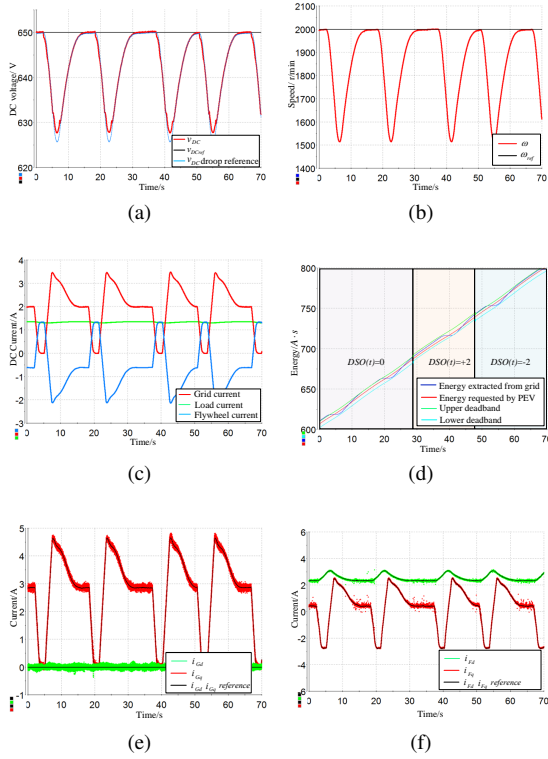 650
640
630
620
DC voltage/ V
v_DC
v_DCref
v_DC droop reference
0 10 20 30 40 50 60 70
Time/s
(a)
2100
2000
1900
1800
1700
1600
1500
1400
Speed/ r/min
ω
ω_ref
0 10 20 30 40 50 60 70
Time/s
(b)
4
3
2
1
0
-1
-2
-3
DC Current/A
Grid current
Load current
Flywheel current
0 10 20 30 40 50 60 70
Time/s
(c)
800
700
600
Energy/A · s
DSO(t)=0
DSO(t)=+2
DSO(t)=-2
Energy extracted from grid
Energy requested by PEV
Upper deadband
Lower deadband
0 10 20 30 40 50 60 70
Time/s
(d)
5
4
3
2
1
0
-1
Current/A
i_Gd
i_Gq
i_Gd i_Gq reference
0 10 20 30 40 50 60 70
Time/s
(e)
6
4
2
0
-2
-4
-6
Current/A
i_Fd
i_Fq
i_Fd i_Fq reference
0 10 20 30 40 50 60 70
Time/s
(f)